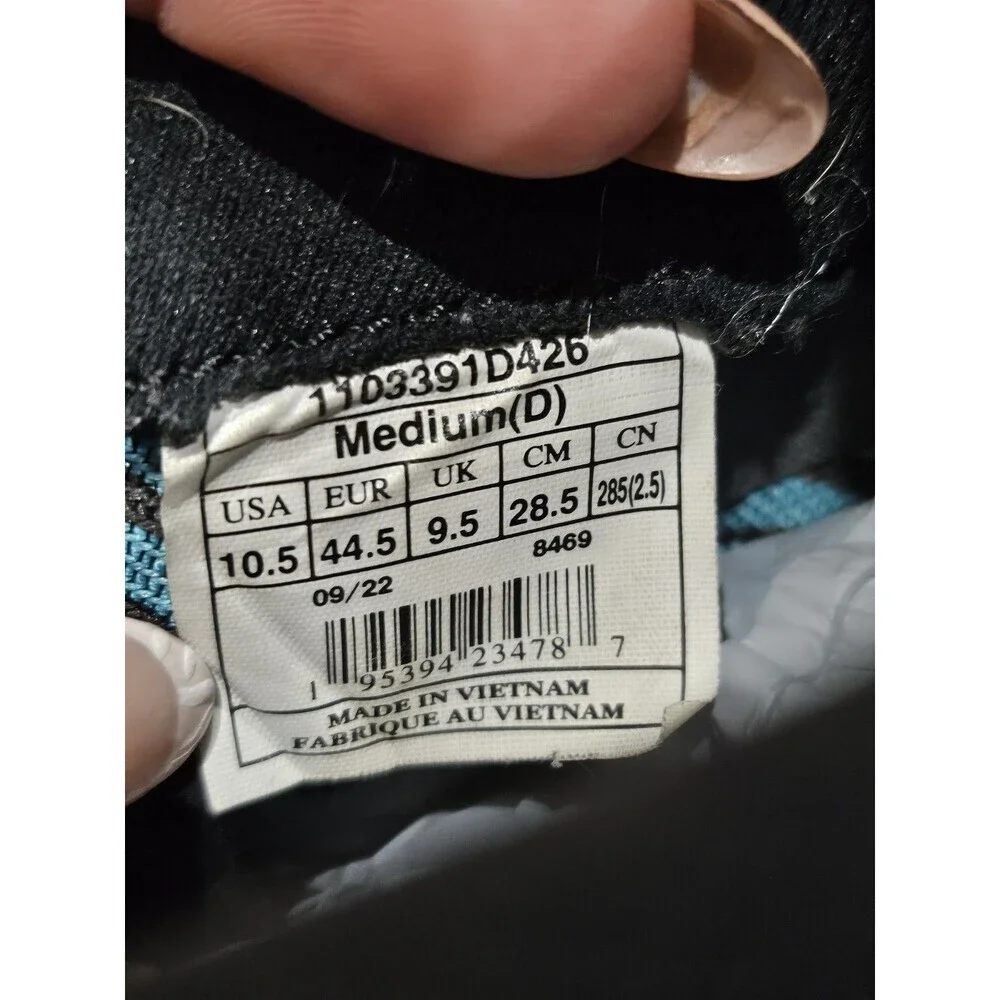 1103391D426
Medium(D)
USA EUR UK CM CN
10.5 44.5 9.5 28.5 285(2.5)
09/22 8469
1 95394 23478 7
MADE IN VIETNAM
FABRIQUE AU VIETNAM